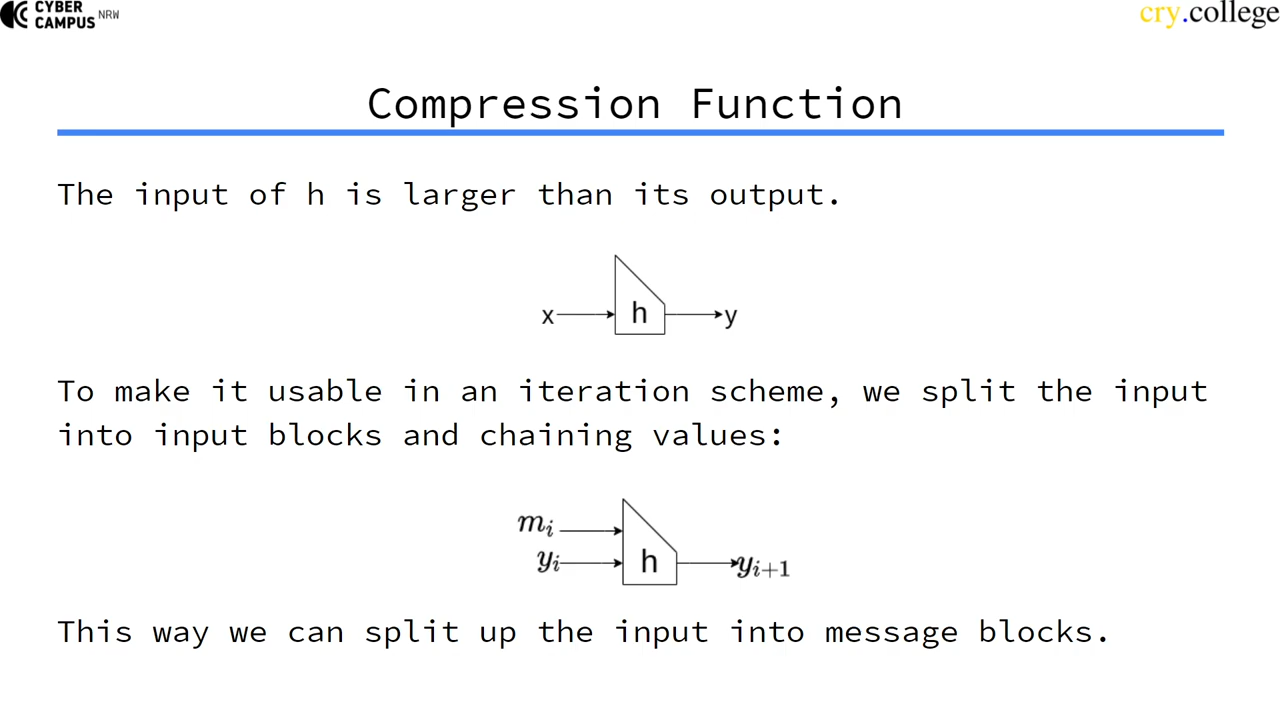 CYBER
CAMPUS NRW
cry.college
Compression Function
The input of h is larger than its output.
x h y
To make it usable in an iteration scheme, we split the input
into input blocks and chaining values:
m_i
y_i h y_{i+1}
This way we can split up the input into message blocks.